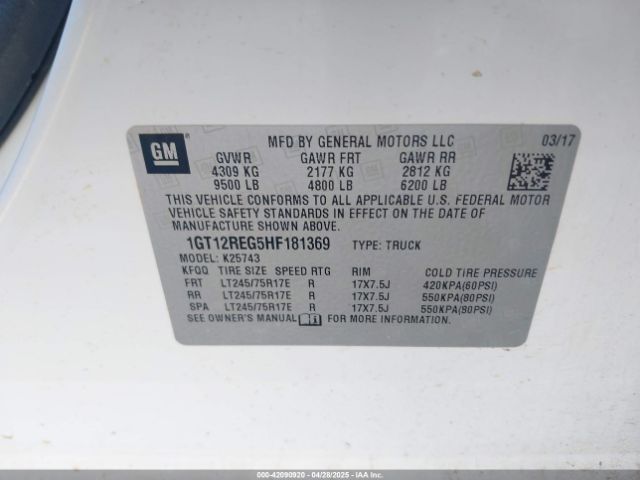 GM
MFD BY GENERAL MOTORS LLC 03/17
GVWR GAWR FRT GAWR RR
4309 KG 2177 KG 2812 KG
9500 LB 4800 LB 6200 LB
THIS VEHICLE CONFORMS TO ALL APPLICABLE U.S. FEDERAL MOTOR
VEHICLE SAFETY STANDARDS IN EFFECT ON THE DATE OF
MANUFACTURE SHOWN ABOVE.
1GT12REG5HF181369 TYPE: TRUCK
MODEL: K25743
KFQQ TIRE SIZE SPEED RTG RIM COLD TIRE PRESSURE
FRT LT245/75R17E R 17X7.5J 420KPA(60PSI)
RR LT245/75R17E R 17X7.5J 550KPA(80PSI)
SPA LT245/75R17E R 17X7.5J 550KPA(80PSI)
SEE OWNER'S MANUAL FOR MORE INFORMATION.
000-42090920 - 04/28/2025 - IAA Inc. Copyright